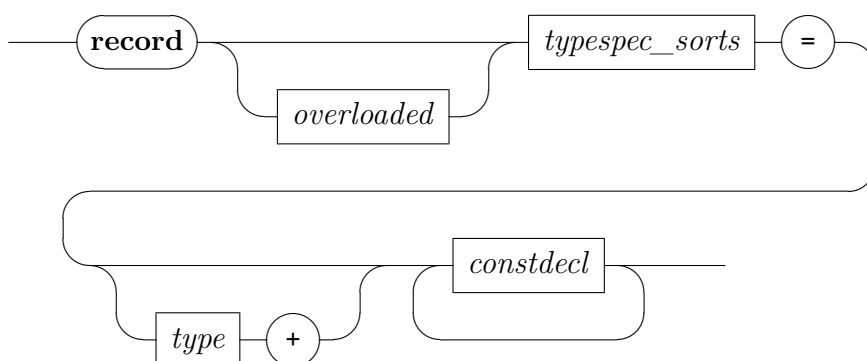 record typespec_sorts =
overloaded
constdecl
type +